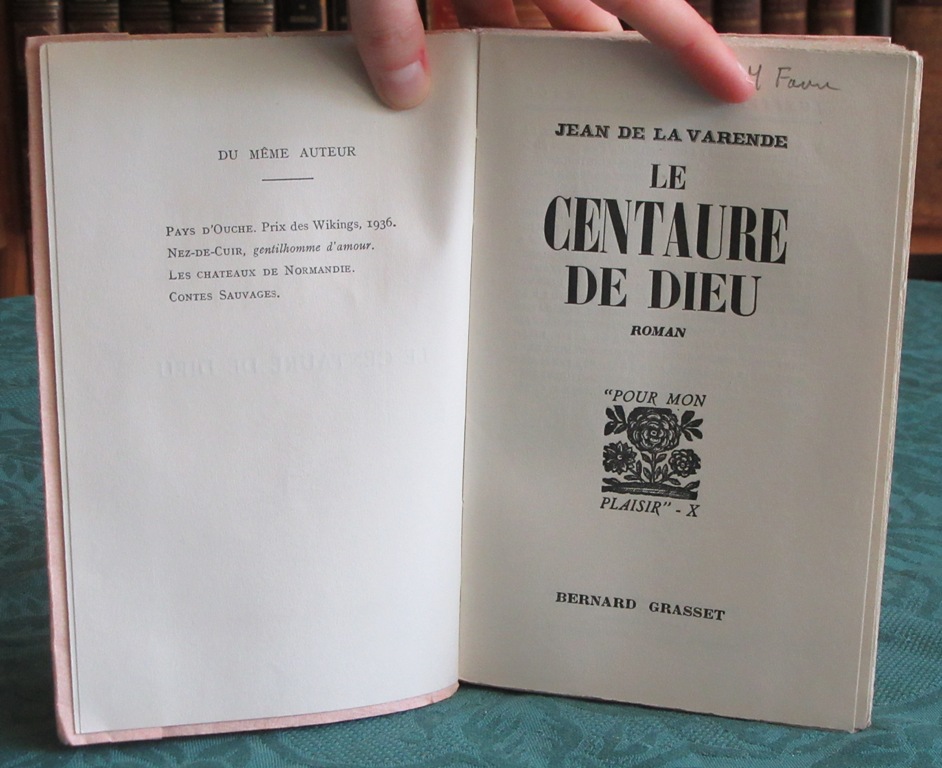 DU MÊME AUTEUR
PAYS D'OUCHE. Prix des Wikings, 1936.
NEZ-DE-CUIR, gentilhomme d'amour.
LES CHATEAUX DE NORMANDIE.
CONTES SAUVAGES.
JEAN DE LA VARENDE
LE
CENTAURE
DE DIEU
ROMAN
"POUR MON
PLAISIR" - X
BERNARD GRASSET